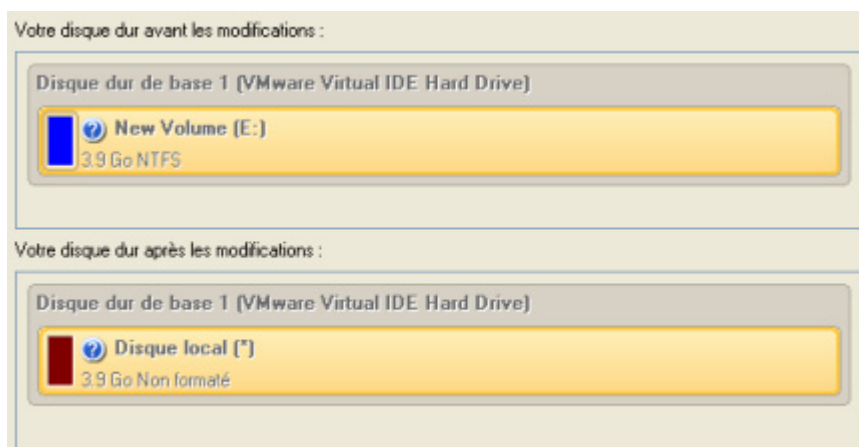 Votre disque dur avant les modifications :
Disque dur de base 1 (VMware Virtual IDE Hard Drive)
New Volume (E:)
3.9 Go NTFS
Votre disque dur après les modifications :
Disque dur de base 1 (VMware Virtual IDE Hard Drive)
Disque local (*)
3.9 Go Non formaté